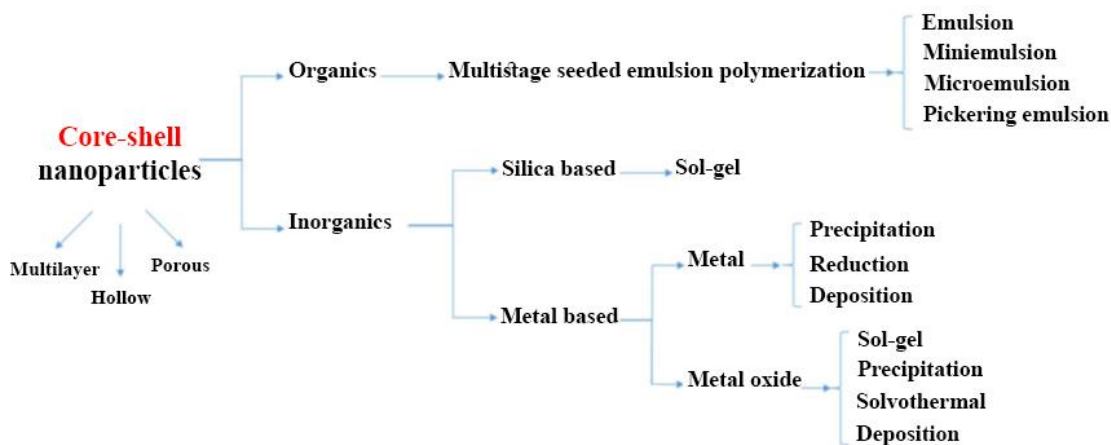 Core-shell
nanoparticles
Multilayer
Hollow
Porous
Organics
Multistage seeded emulsion polymerization
Emulsion
Miniemulsion
Microemulsion
Pickering emulsion
Inorganics
Silica based
Sol-gel
Metal based
Metal
Precipitation
Reduction
Deposition
Metal oxide
Sol-gel
Precipitation
Solvothermal
Deposition